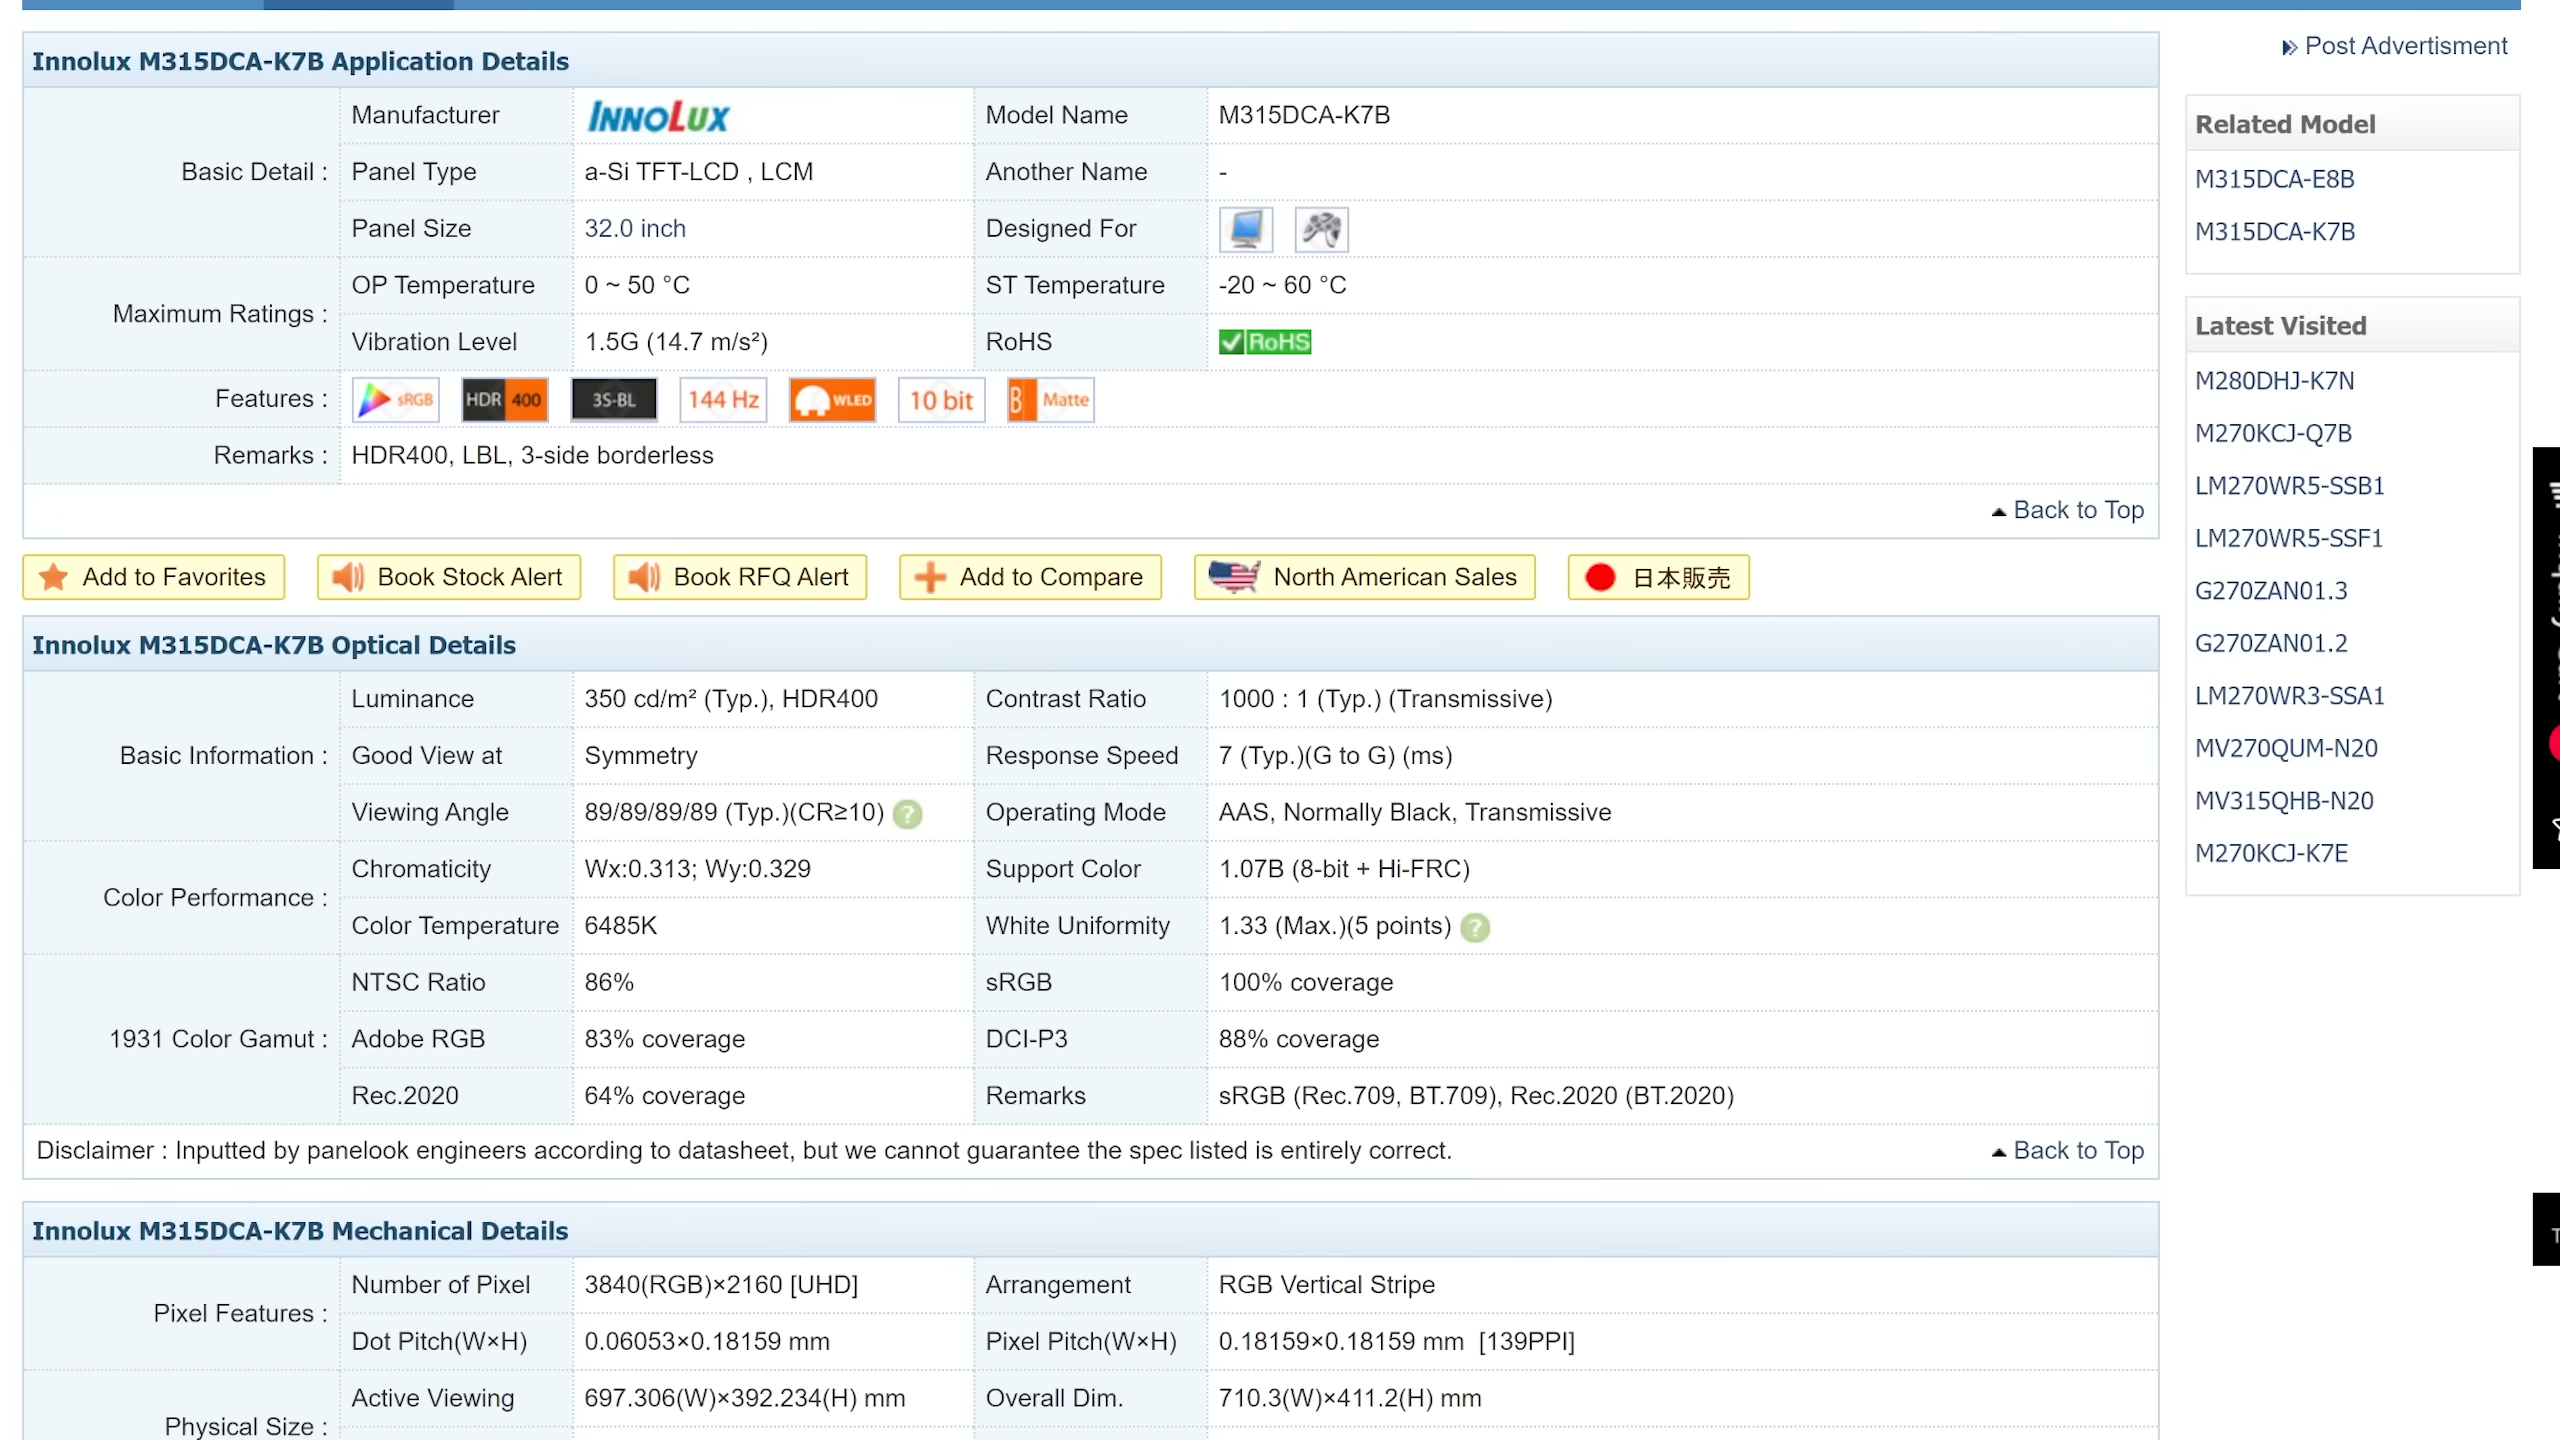 Post Advertisment
Innolux M315DCA-K7B Application Details
Basic Detail :
Manufacturer INNOLUX Model Name M315DCA-K7B
Panel Type a-Si TFT-LCD , LCM Another Name -
Panel Size 32.0 inch Designed For
Maximum Ratings :
OP Temperature 0 ~ 50 °C ST Temperature -20 ~ 60 °C
Vibration Level 1.5G (14.7 m/s²) RoHS RoHS
Features : sRGB HDR 400 3S-BL 144 Hz WLED 10 bit B Matte
Remarks : HDR400, LBL, 3-side borderless
Back to Top
Add to Favorites Book Stock Alert Book RFQ Alert Add to Compare North American Sales 日本販売
Innolux M315DCA-K7B Optical Details
Basic Information :
Luminance 350 cd/m² (Typ.), HDR400 Contrast Ratio 1000 : 1 (Typ.) (Transmissive)
Good View at Symmetry Response Speed 7 (Typ.)(G to G) (ms)
Viewing Angle 89/89/89/89 (Typ.)(CR≥10) ? Operating Mode AAS, Normally Black, Transmissive
Color Performance :
Chromaticity Wx:0.313; Wy:0.329 Support Color 1.07B (8-bit + Hi-FRC)
Color Temperature 6485K White Uniformity 1.33 (Max.)(5 points) ?
1931 Color Gamut :
NTSC Ratio 86% sRGB 100% coverage
Adobe RGB 83% coverage DCI-P3 88% coverage
Rec.2020 64% coverage Remarks sRGB (Rec.709, BT.709), Rec.2020 (BT.2020)
Disclaimer : Inputted by panelook engineers according to datasheet, but we cannot guarantee the spec listed is entirely correct. Back to Top
Innolux M315DCA-K7B Mechanical Details
Pixel Features :
Number of Pixel 3840(RGB)×2160 [UHD] Arrangement RGB Vertical Stripe
Dot Pitch(W×H) 0.06053×0.18159 mm Pixel Pitch(W×H) 0.18159×0.18159 mm [139PPI]
Physical Size :
Active Viewing 697.306(W)×392.234(H) mm Overall Dim. 710.3(W)×411.2(H) mm
Related Model
M315DCA-E8B
M315DCA-K7B
Latest Visited
M280DHJ-K7N
M270KCJ-Q7B
LM270WR5-SSB1
LM270WR5-SSF1
G270ZAN01.3
G270ZAN01.2
LM270WR3-SSA1
MV270QUM-N20
MV315QHB-N20
M270KCJ-K7E